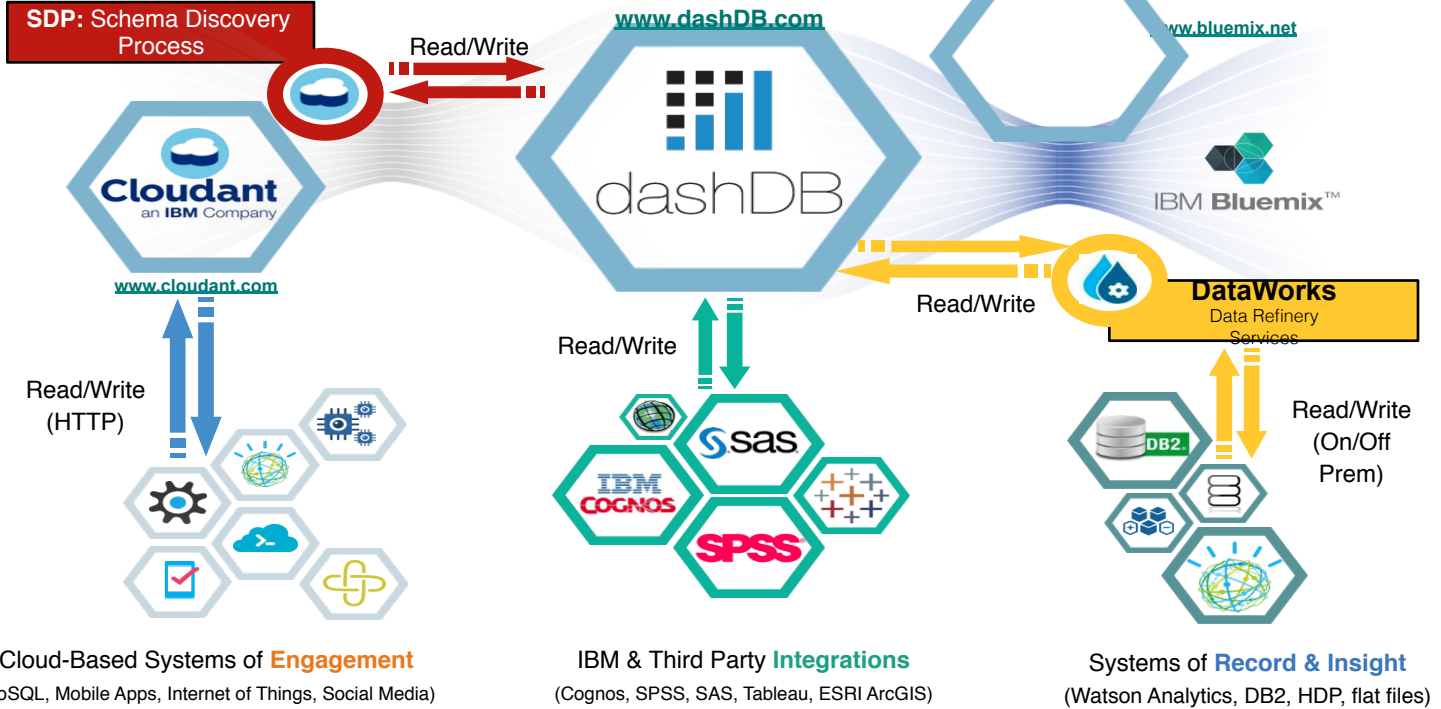 SDP: Schema Discovery
Process
Read/Write
www.dashDB.com
www.bluemix.net
Cloudant
an IBM Company
dashDB
IBM Bluemix™
www.cloudant.com
Read/Write
DataWorks
Data Refinery
Services
Read/Write
Read/Write
(HTTP)
Read/Write
(On/Off
Prem)
sas
DB2
IBM
COGNOS
SPSS
Cloud-Based Systems of Engagement
oSQL, Mobile Apps, Internet of Things, Social Media)
IBM & Third Party Integrations
(Cognos, SPSS, SAS, Tableau, ESRI ArcGIS)
Systems of Record & Insight
(Watson Analytics, DB2, HDP, flat files)